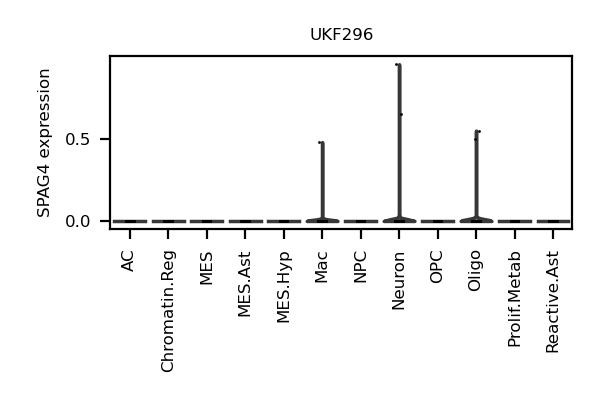 UKF296
SPAG4 expression
0.5
0.0
AC
Chromatin.Reg
MES
MES.Ast
MES.Hyp
Mac
NPC
Neuron
OPC
Oligo
Prolif.Metab
Reactive.Ast